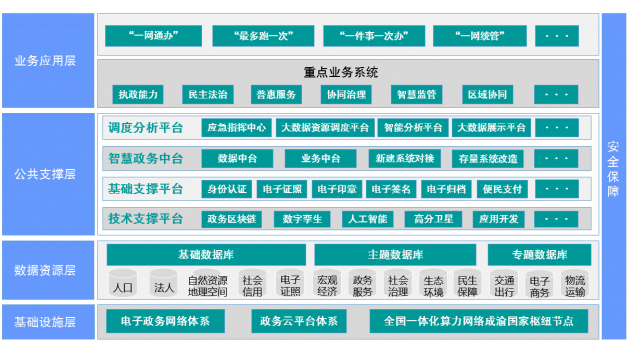 业务应用层
“一网通办”
“最多跑一次”
“一件事一次办”
“一网统管”
···
重点业务系统
执政能力
民主法治
普惠服务
协同治理
智慧监管
区域协同
···
公共支撑层
调度分析平台
应急指挥中心
大数据资源调度平台
智能分析平台
大数据展示平台
···
智慧政务中台
数据中台
业务中台
新建系统对接
存量系统改造
···
基础支撑平台
身份认证
电子证照
电子印章
电子签名
电子归档
便民支付
···
技术支撑平台
政务区块链
数字孪生
人工智能
高分卫星
应用开发
···
数据资源层
基础数据库
人口
法人
自然资源
地理空间
社会
信用
电子
证照
主题数据库
宏观
经济
政务
服务
社会
治理
生态
环境
民生
保障
专题数据库
交通
出行
电子
商务
物流
运输
基础设施层
电子政务网络体系
政务云平台体系
全国一体化算力网络成渝国家枢纽节点
安全保障